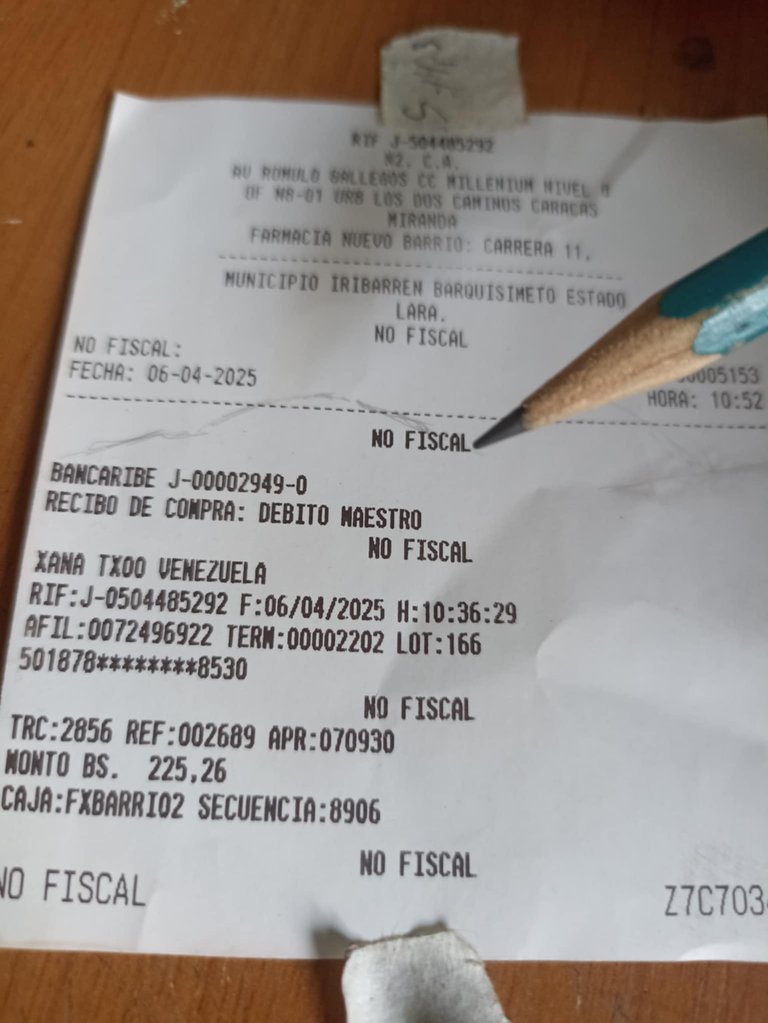 RIF J-504485292
N2. C.A.
AV ROMULO GALLEGOS CC MILLENIUM NIVEL
OF N8-01 URB LOS DOS CAMINOS CARACAS
MIRANDA
FARMACIA NUEVO BARRIO: CARRERA 11,
MUNICIPIO IRIBARREN BARQUISIMETO ESTADO
LARA.
NO FISCAL
NO FISCAL:
FECHA: 06-04-2025
HORA: 10:52
NO FISCAL
BANCARIBE J-00002949-0
RECIBO DE COMPRA: DEBITO MAESTRO
NO FISCAL
XANA TXOO VENEZUELA
RIF:J-0504485292 F:06/04/2025 H:10:36:29
AFIL:0072496922 TERM:00002202 LOT:166
501878********8530
NO FISCAL
TRC:2856 REF:002689 APR:070930
MONTO BS. 225,26
CAJA:FXBARRIO2 SECUENCIA:8906
NO FISCAL
NO FISCAL